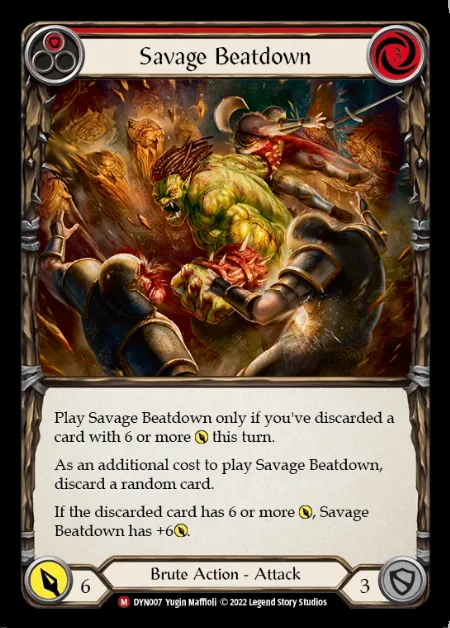 Savage Beatdown
3
Play Savage Beatdown only if you've discarded a
card with 6 or more this turn.
As an additional cost to play Savage Beatdown,
discard a random card.
If the discarded card has 6 or more , Savage
Beatdown has +6 .
6
Brute Action - Attack
3
M DYN007 Yugin Maffioli © 2022 Legend Story Studios